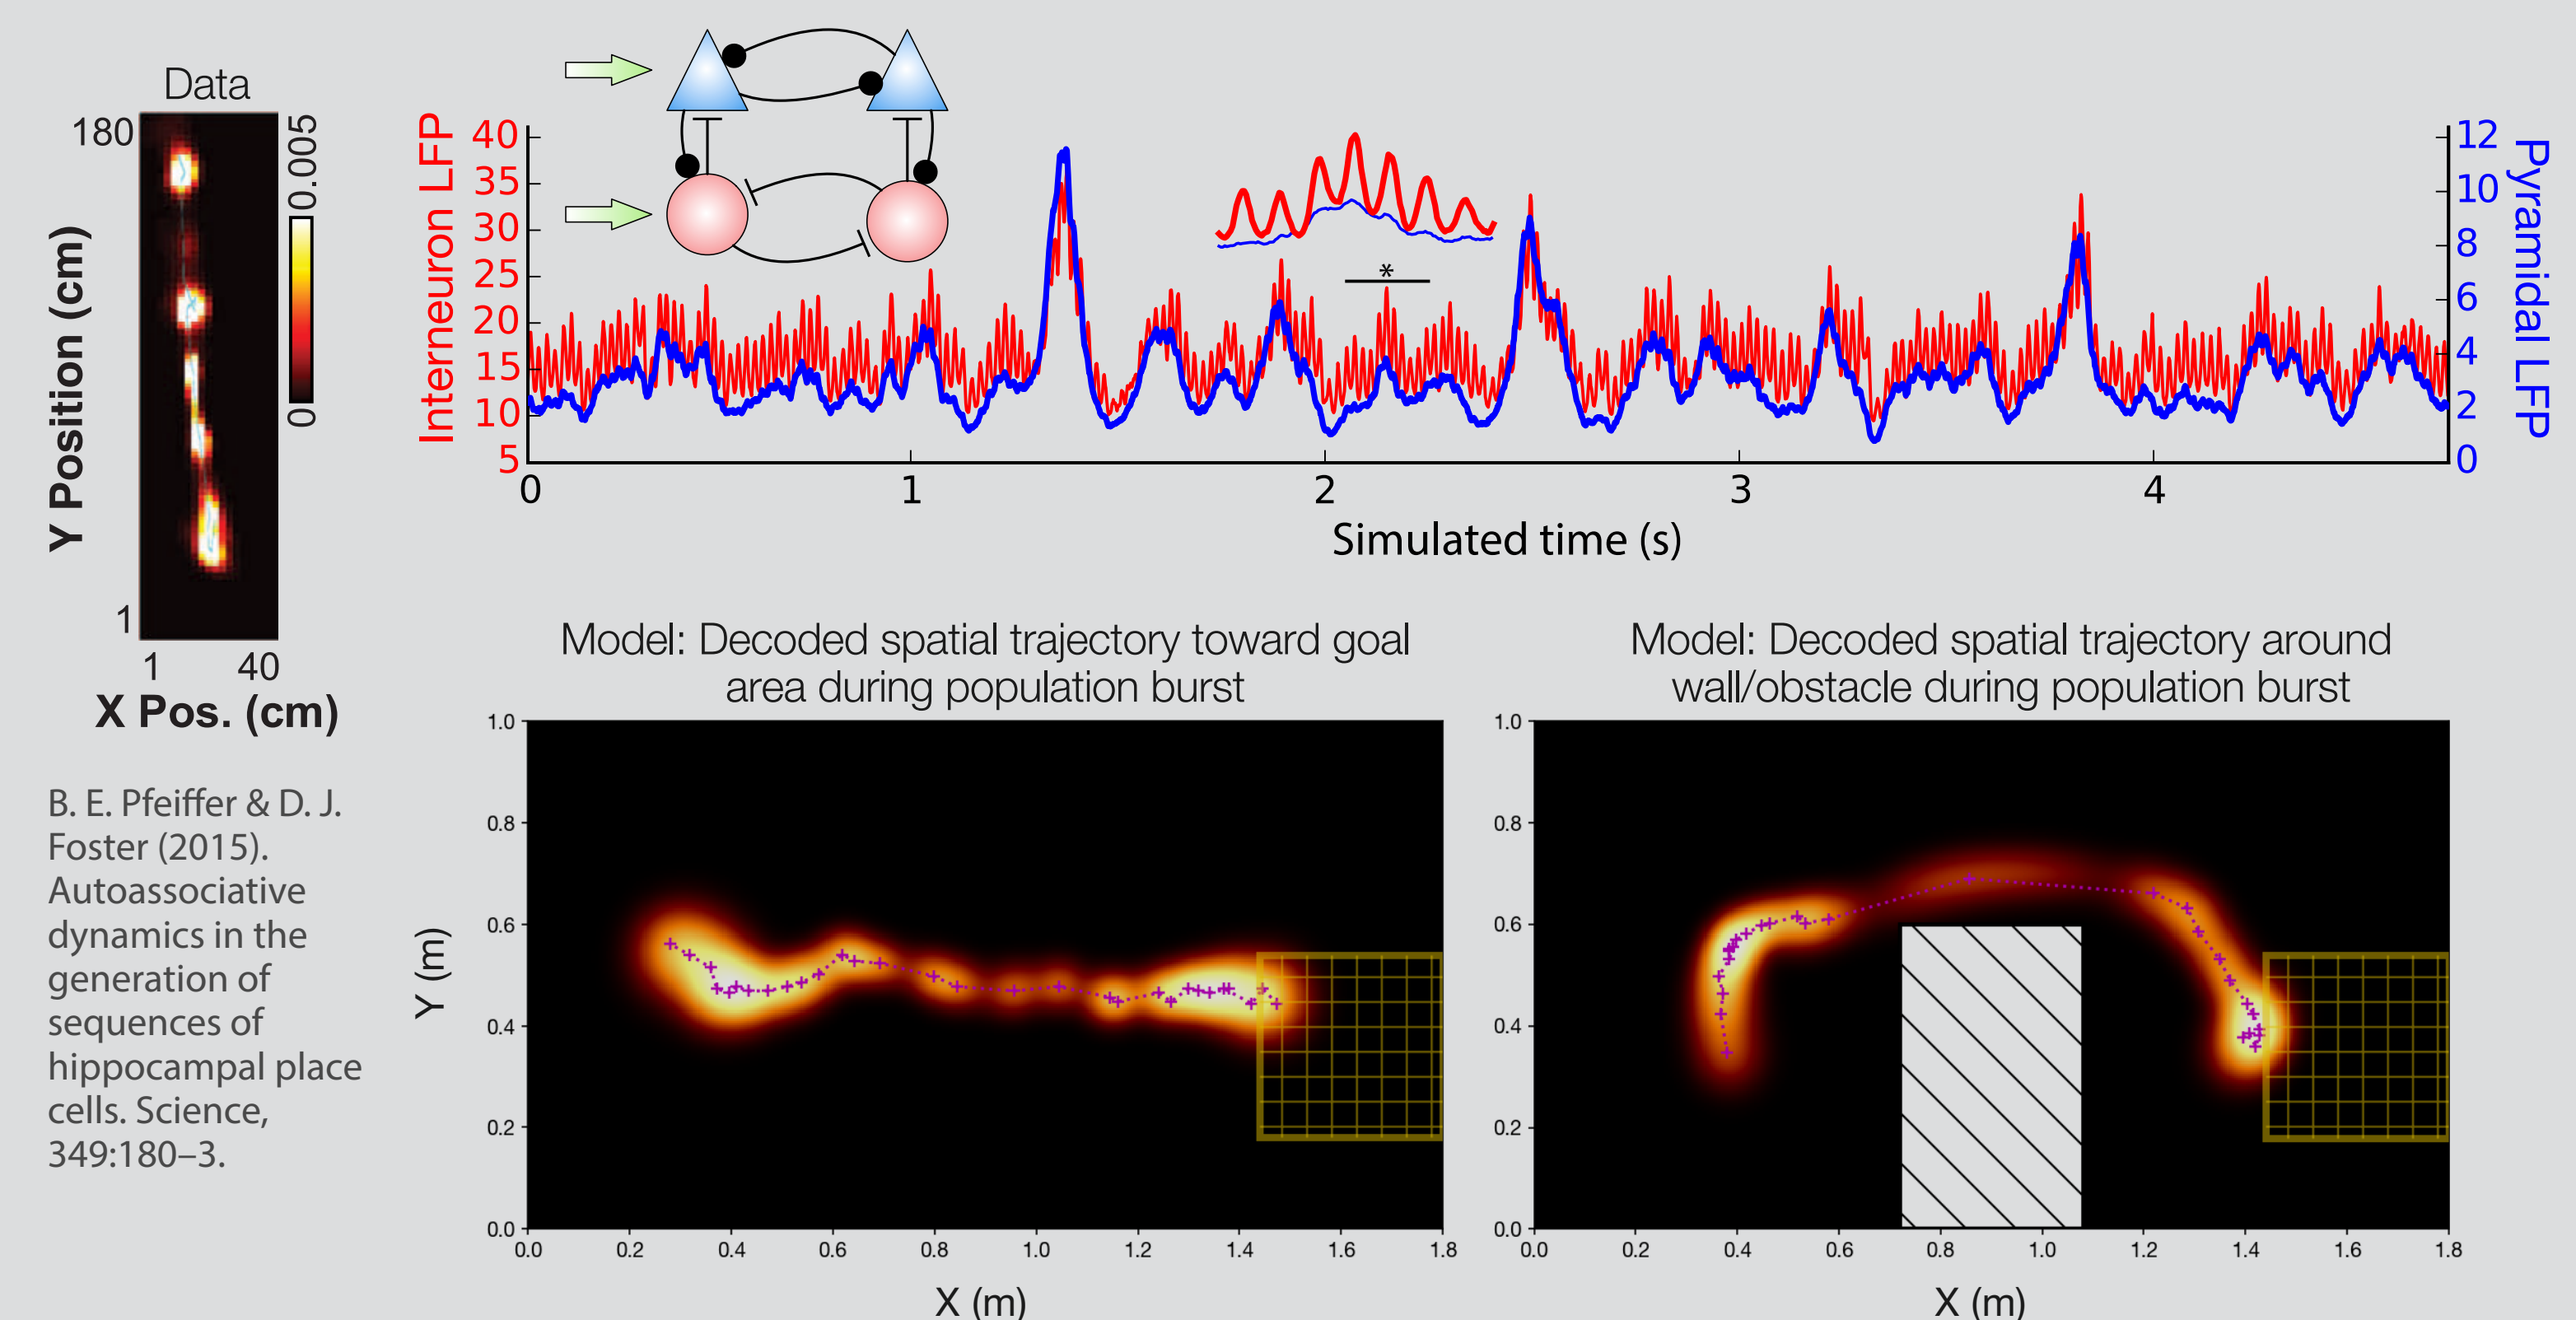 Data
180
1
Y Position (cm)
0.005
0
1 40
X Pos. (cm)
B. E. Pfeiffer & D. J.
Foster (2015).
Autoassociative
dynamics in the
generation of
sequences of
hippocampal place
cells. Science,
349:180–3.
Interneuron LFP
40
35
30
25
20
15
10
5
*
12
10
8
6
4
2
0
Pyramidal LFP
0 1 2 3 4
Simulated time (s)
Model: Decoded spatial trajectory toward goal
area during population burst
1.0
0.8
0.6
0.4
0.2
0.0
Y (m)
0.0 0.2 0.4 0.6 0.8 1.0 1.2 1.4 1.6 1.8
X (m)
Model: Decoded spatial trajectory around
wall/obstacle during population burst
1.0
0.8
0.6
0.4
0.2
0.0
0.0 0.2 0.4 0.6 0.8 1.0 1.2 1.4 1.6 1.8
X (m)